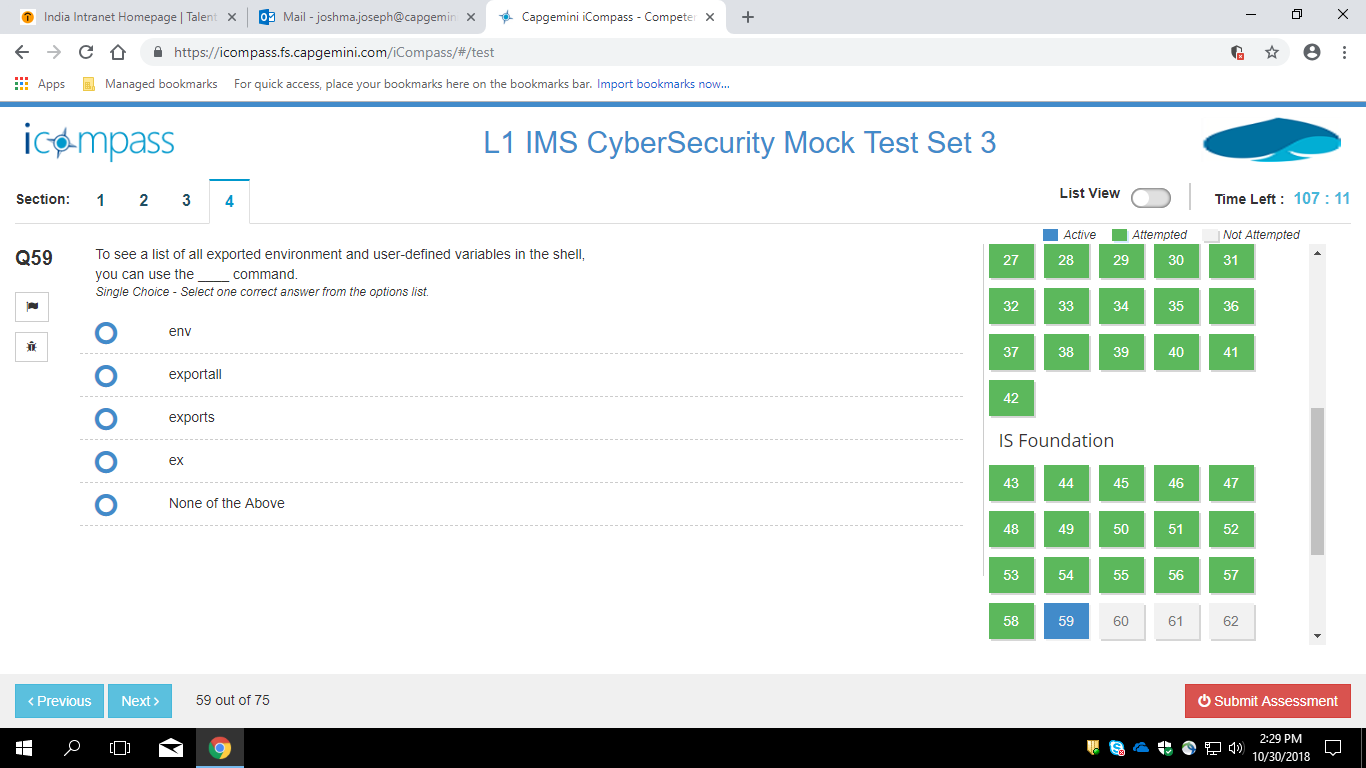 India Intranet Homepage | Talent
Mail - joshma.joseph@capgemin
Capgemini iCompass - Competer
https://icompass.fs.capgemini.com/iCompass/#/test
Apps
Managed bookmarks
For quick access, place your bookmarks here on the bookmarks bar. Import bookmarks now...
icompass
L1 IMS CyberSecurity Mock Test Set 3
Section: 1 2 3 4
List View
Time Left : 107 : 11
Active Attempted Not Attempted
Q59
To see a list of all exported environment and user-defined variables in the shell,
you can use the ____ command.
Single Choice - Select one correct answer from the options list.
env
exportall
exports
ex
None of the Above
27 28 29 30 31
32 33 34 35 36
37 38 39 40 41
42
IS Foundation
43 44 45 46 47
48 49 50 51 52
53 54 55 56 57
58 59 60 61 62
‹ Previous
Next ›
59 out of 75
Submit Assessment
2:29 PM
10/30/2018